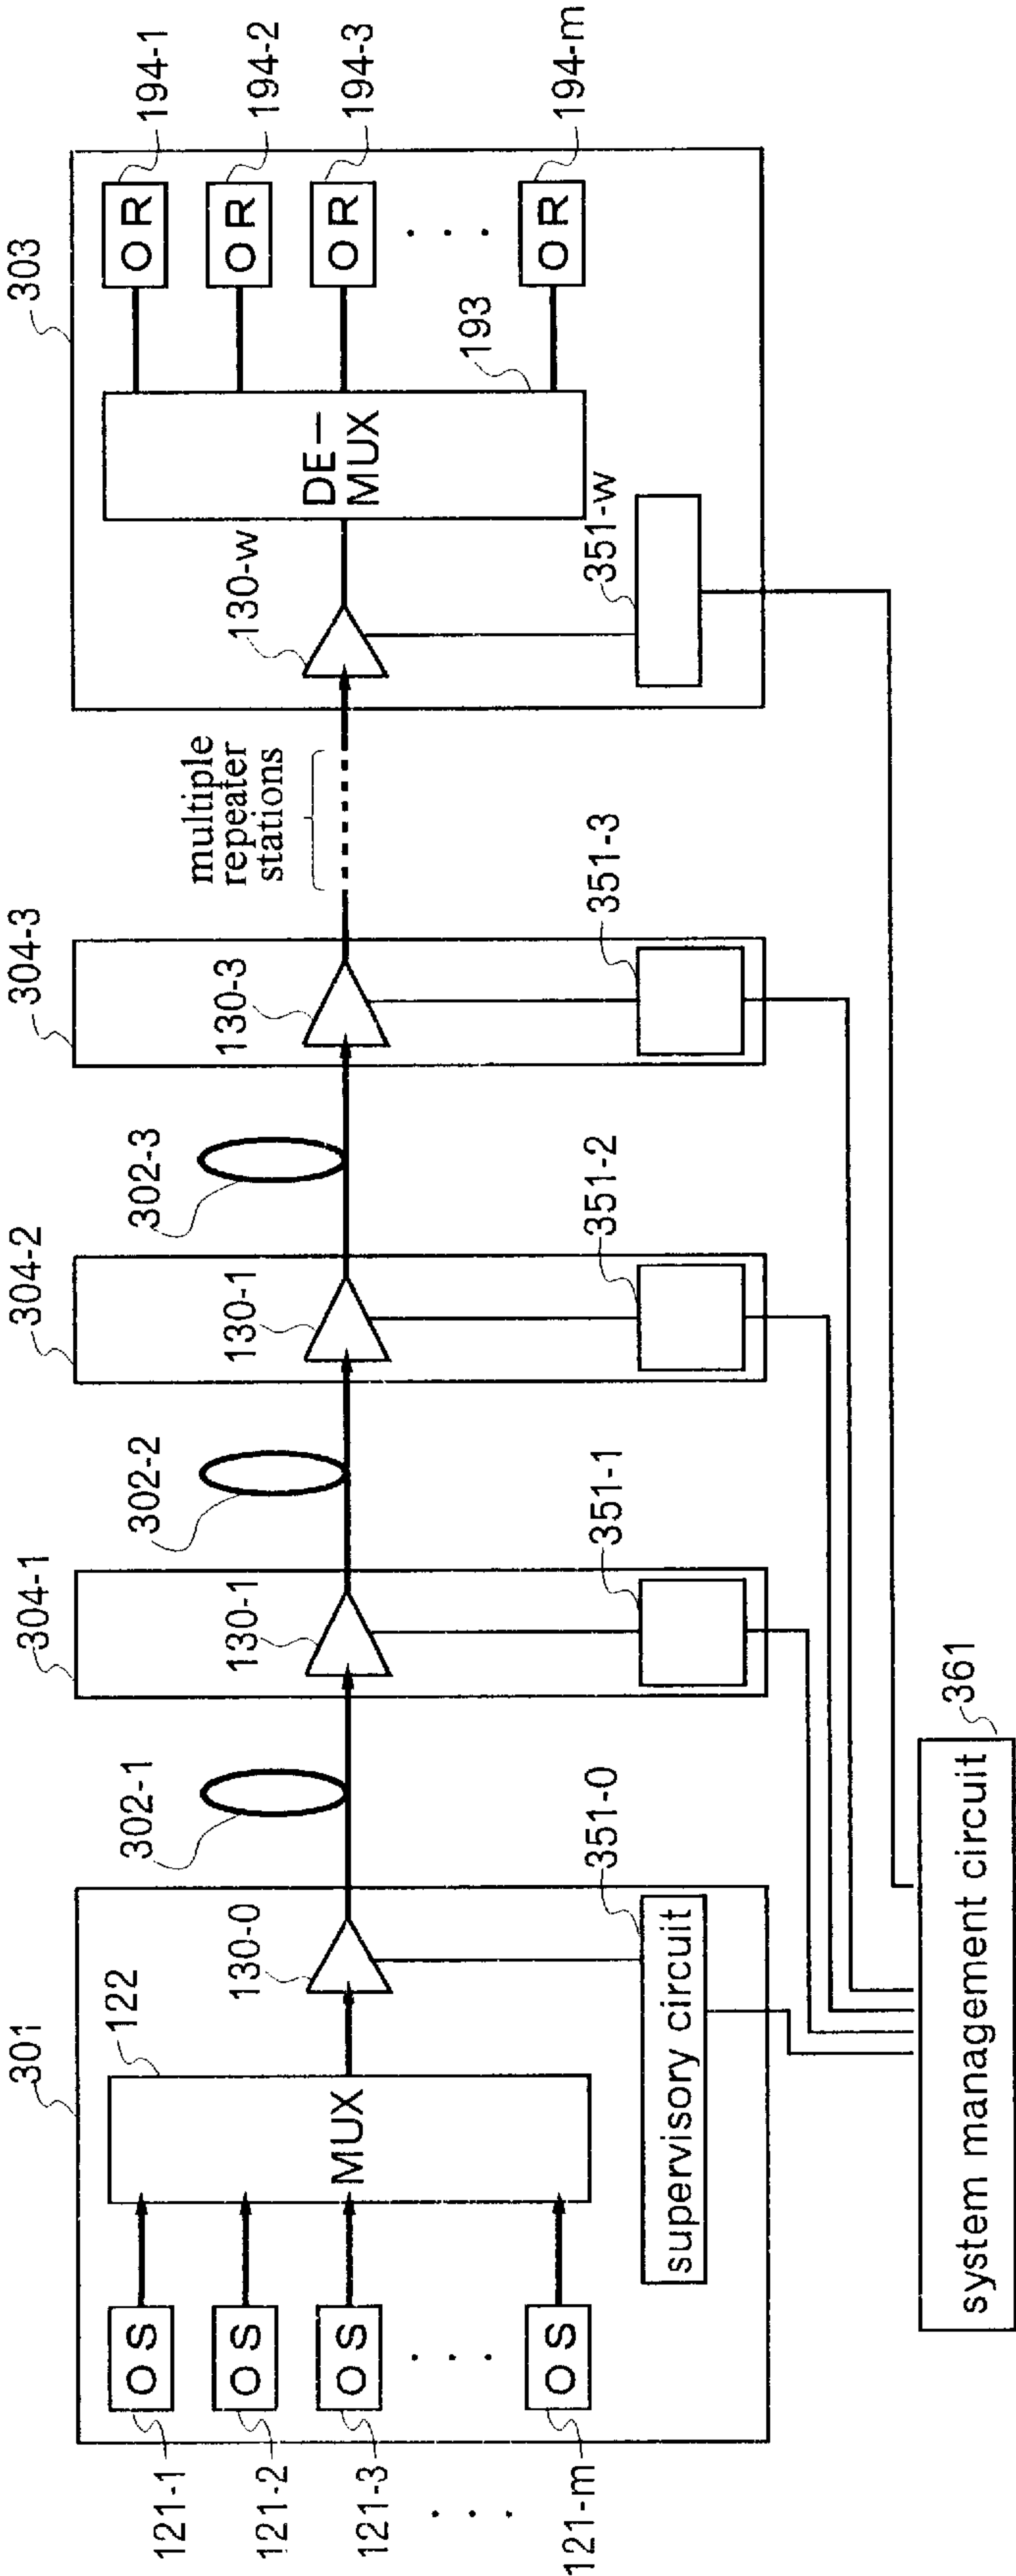 301
122
130-0
302-1
304-1
130-1
302-2
304-2
130-1
302-3
304-3
130-3
multiple
repeater
stations
303
130-w
193
194-1
194-2
194-3
194-m
121-1
121-2
121-3
. . .
121-m
OS
OS
OS
. . .
OS
MUX
DE—
MUX
OR
OR
OR
. . .
OR
supervisory circuit
351-0
351-1
351-2
351-3
351-w
system management circuit
361